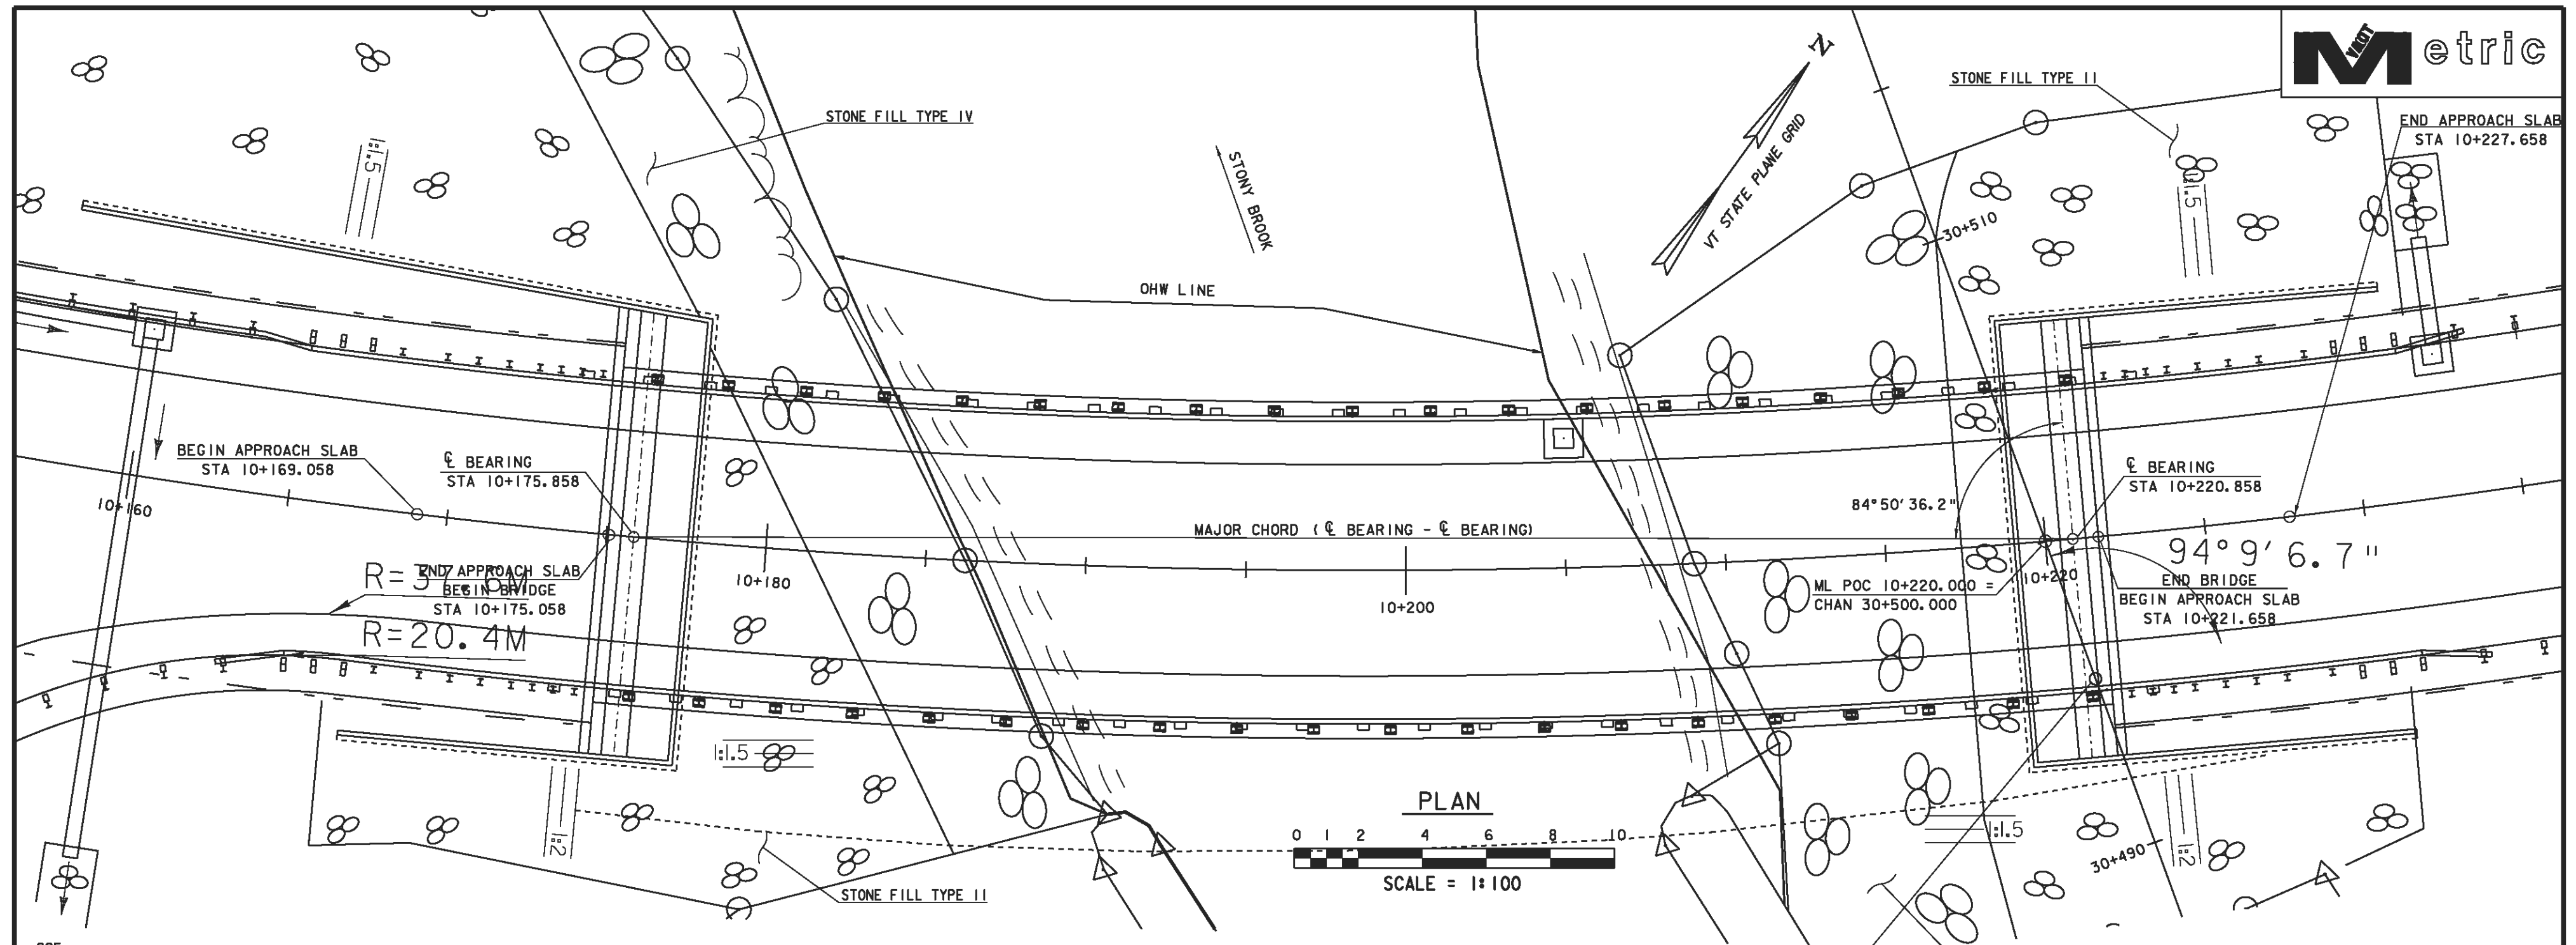 VAOT
Metric
STONE FILL TYPE II
END APPROACH SLAB
STA 10+227.658
STONE FILL TYPE IV
N
VT STATE PLANE GRID
STONY BROOK
1:1.5
1:1.5
30+510
OHW LINE
BEGIN APPROACH SLAB
STA 10+169.058
℄ BEARING
STA 10+175.858
℄ BEARING
STA 10+220.858
84°50'36.2"
10+160
MAJOR CHORD (℄ BEARING - ℄ BEARING)
94°9'6.7"
R=37.6M
END APPROACH SLAB
BEGIN BRIDGE
STA 10+175.058
10+180
10+200
10+220
ML POC 10+220.000 =
CHAN 30+500.000
END BRIDGE
BEGIN APPROACH SLAB
STA 10+221.658
R=20.4M
1:1.5
PLAN
0 1 2 4 6 8 10
SCALE = 1:100
1:2
1:1.5
30+490
1:2
STONE FILL TYPE II